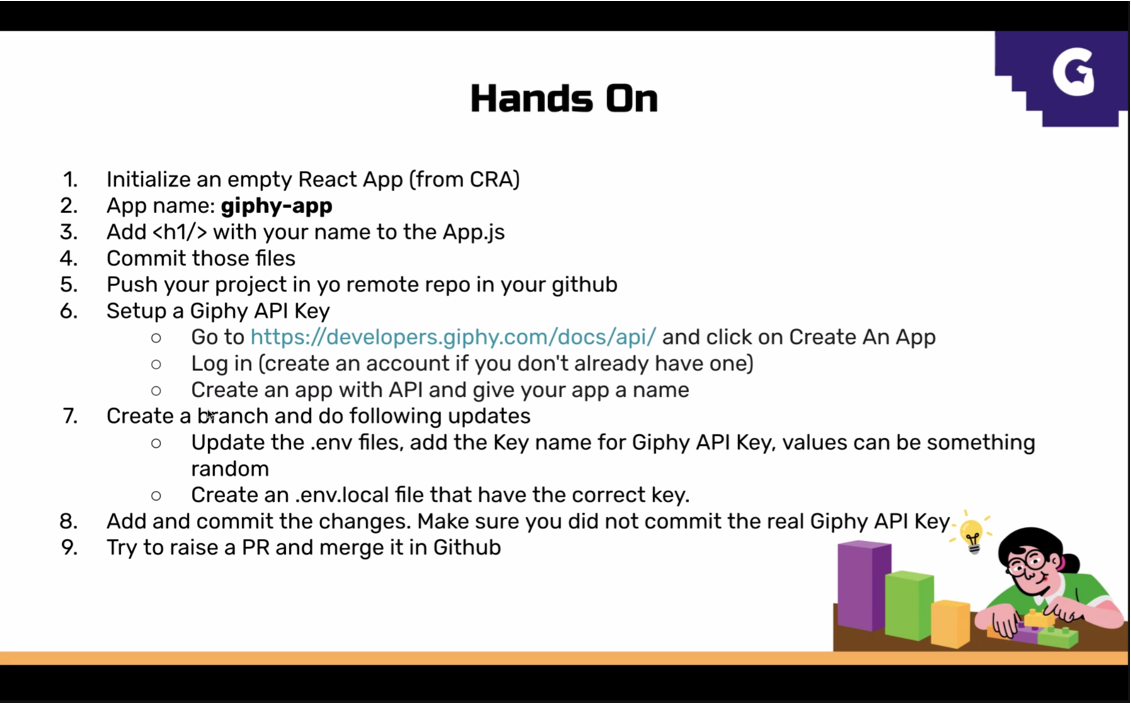 G
Hands On
1. Initialize an empty React App (from CRA)
2. App name: giphy-app
3. Add <h1/> with your name to the App.js
4. Commit those files
5. Push your project in yo remote repo in your github
6. Setup a Giphy API Key
○ Go to https://developers.giphy.com/docs/api/ and click on Create An App
○ Log in (create an account if you don't already have one)
○ Create an app with API and give your app a name
7. Create a branch and do following updates
○ Update the .env files, add the Key name for Giphy API Key, values can be something
random
○ Create an .env.local file that have the correct key.
8. Add and commit the changes. Make sure you did not commit the real Giphy API Key
9. Try to raise a PR and merge it in Github